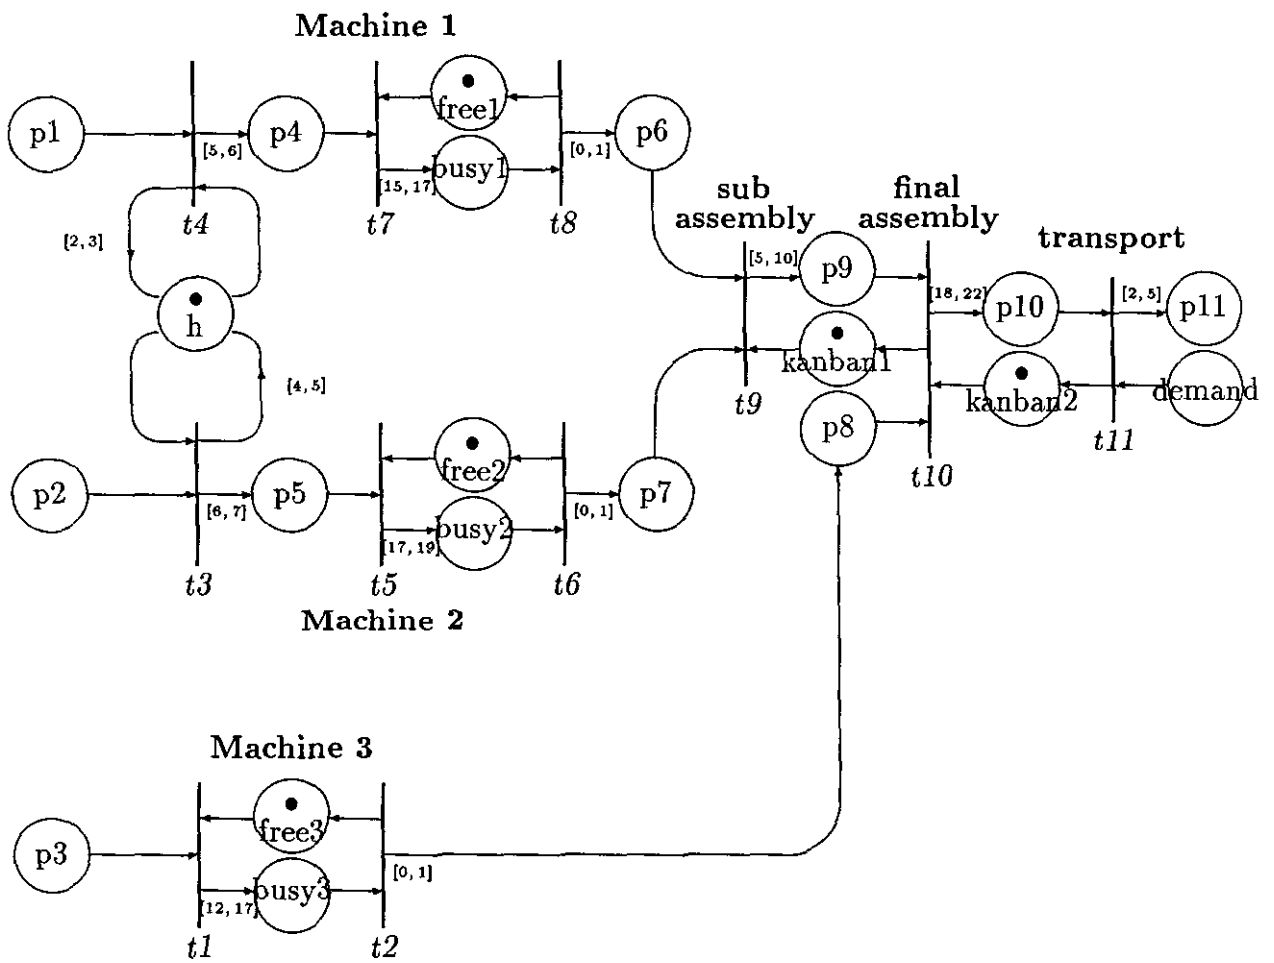 Machine 1
p1
p4
free1
p6
[5, 6]
[0, 1]
busy1
[15, 17]
t4
t7
t8
[2, 3]
h
[4, 5]
sub
assembly
final
assembly
transport
[5, 10]
p9
[18, 22]
p10
[2, 5]
p11
kanban1
kanban2
demand
t9
p8
t11
t10
p2
p5
free2
p7
[6, 7]
[0, 1]
busy2
[17, 19]
t3
t5
t6
Machine 2
Machine 3
p3
free3
[0, 1]
busy3
[12, 17]
t1
t2